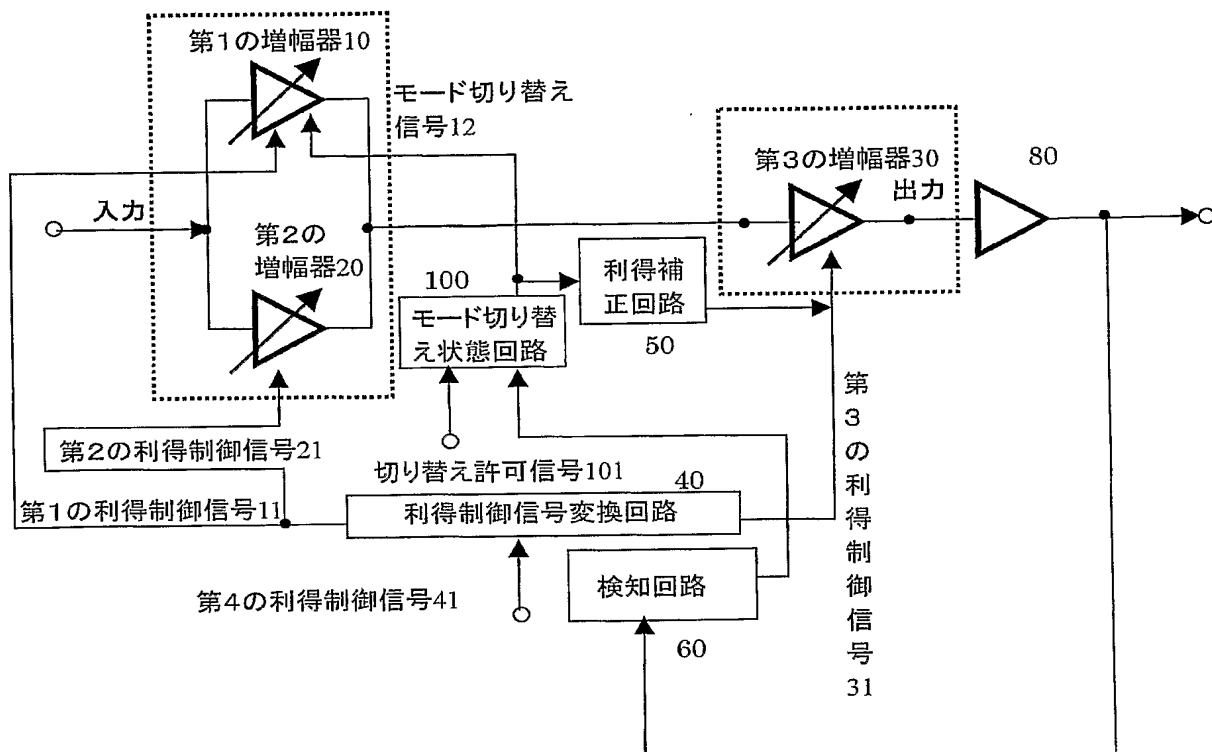 第1の増幅器10
モード切り替え
信号12
入力
第2の
増幅器20
第3の増幅器30
出力
80
100
モード切り替
え状態回路
利得補
正回路
50
第2の利得制御信号21
切り替え許可信号101
第1の利得制御信号11
40
利得制御信号変換回路
第4の利得制御信号41
検知回路
60
第
3
の
利
得
制
御
信
号
31